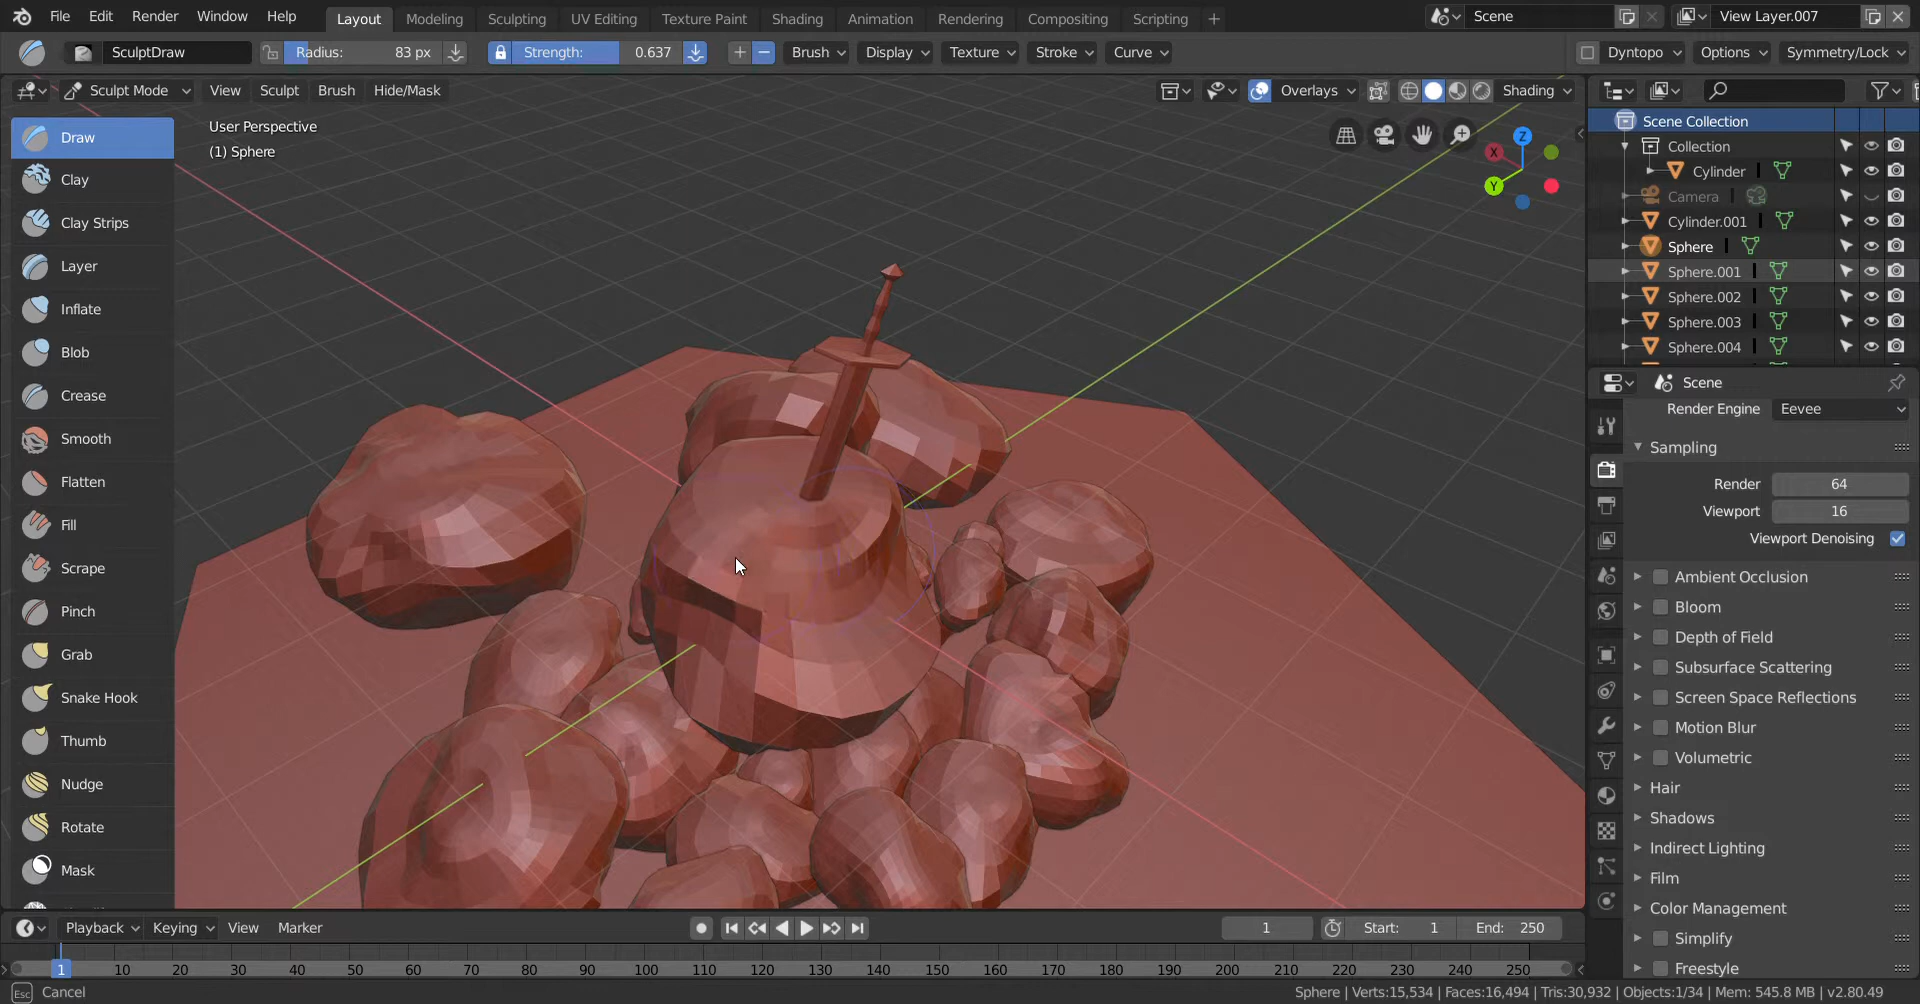 File Edit Render Window Help Layout Modeling Sculpting UV Editing Texture Paint Shading Animation Rendering Compositing Scripting + Scene View Layer.007
SculptDraw Radius: 83 px Strength: 0.637 Brush Display Texture Stroke Curve Dyntopo Options Symmetry/Lock
Sculpt Mode View Sculpt Brush Hide/Mask Overlays Shading
User Perspective
(1) Sphere
Draw
Clay
Clay Strips
Layer
Inflate
Blob
Crease
Smooth
Flatten
Fill
Scrape
Pinch
Grab
Snake Hook
Thumb
Nudge
Rotate
Mask
Z
X
Y
Scene Collection
Collection
Cylinder
Camera
Cylinder.001
Sphere
Sphere.001
Sphere.002
Sphere.003
Sphere.004
Scene
Render Engine Eevee
Sampling
Render 64
Viewport 16
Viewport Denoising
Ambient Occlusion
Bloom
Depth of Field
Subsurface Scattering
Screen Space Reflections
Motion Blur
Volumetric
Hair
Shadows
Indirect Lighting
Film
Color Management
Simplify
Freestyle
Playback Keying View Marker 1 Start: 1 End: 250
1 10 20 30 40 50 60 70 80 90 100 110 120 130 140 150 160 170 180 190 200 210 220 230 240 250
Esc Cancel Sphere | Verts:15,534 | Faces:16,494 | Tris:30,932 | Objects:1/34 | Mem: 545.8 MB | v2.80.49